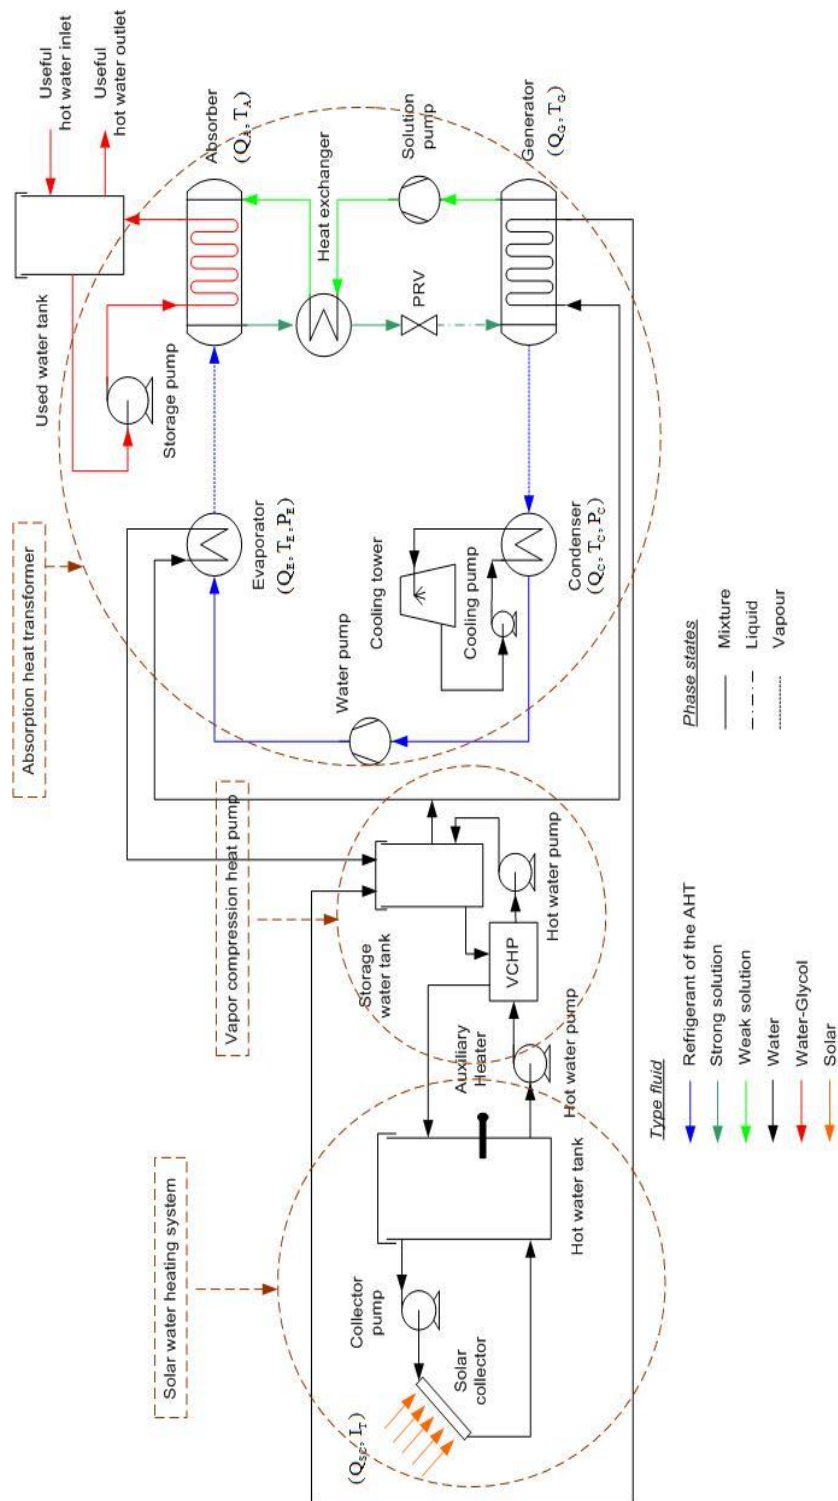 Solar water heating system
Vapor compression heat pump
Absorption heat transformer
Useful
hot water inlet
Useful
hot water outlet
Used water tank
Storage pump
Absorber
(Q_A, T_A)
Evaporator
(Q_E, T_E, P_E)
Heat exchanger
Water pump
Cooling tower
Cooling pump
PRV
Solution
pump
Condenser
(Q_C, T_C, P_C)
Generator
(Q_G, T_G)
Storage
water tank
VCHP
Hot water pump
Auxiliary
Heater
Hot water pump
Hot water tank
Collector
pump
Solar
collector
(Q_SC, I_T)
Type fluid
Refrigerant of the AHT
Strong solution
Weak solution
Water
Water-Glycol
Solar
Phase states
Mixture
Liquid
Vapour